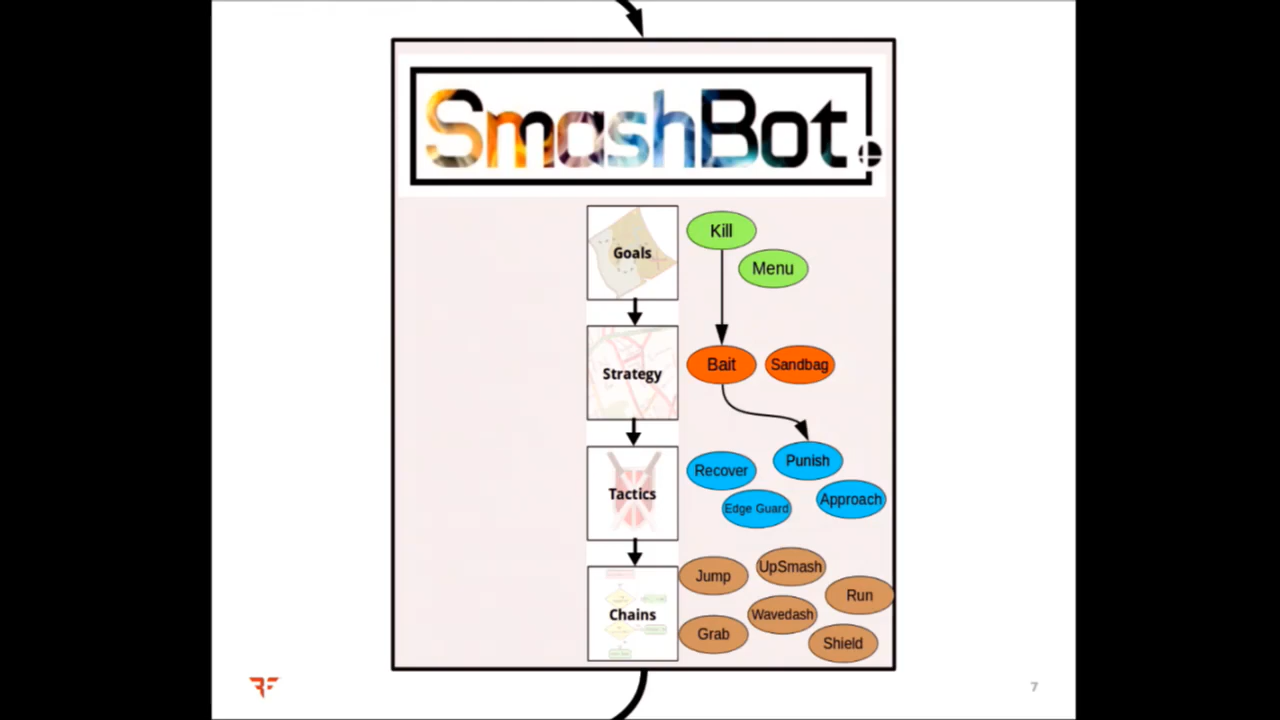 SmashBot
Goals
Kill
Menu
Strategy
Bait
Sandbag
Tactics
Recover
Punish
Edge Guard
Approach
Chains
Jump
UpSmash
Run
Wavedash
Grab
Shield
7